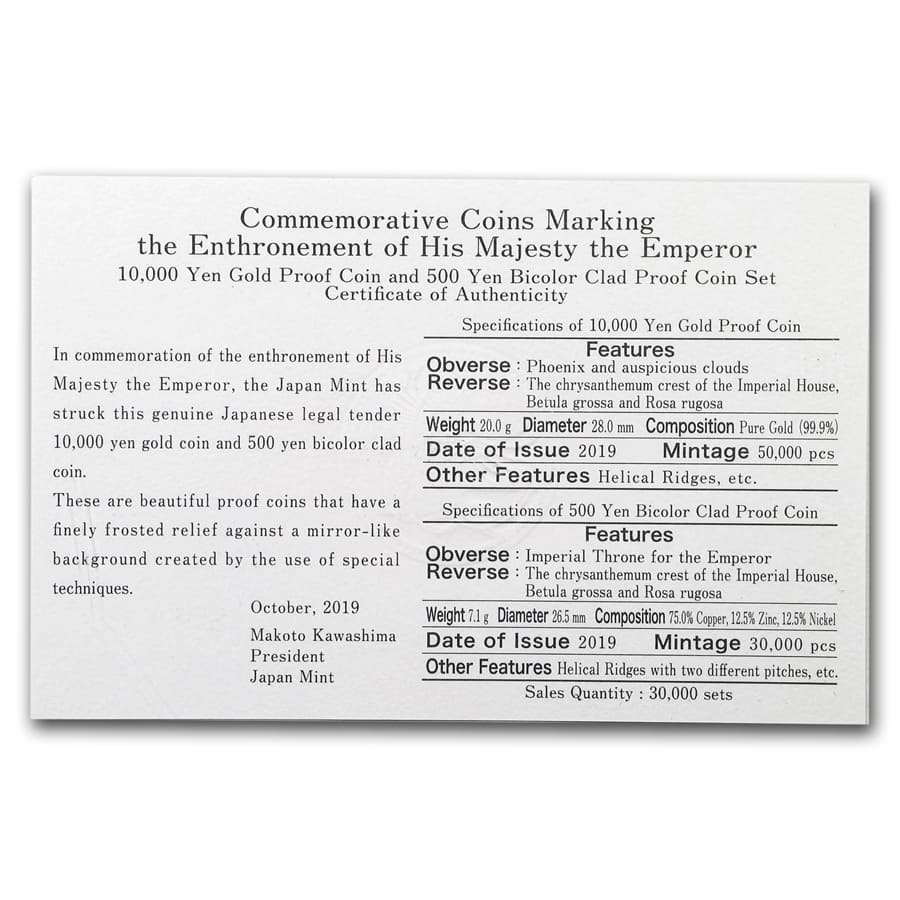 Commemorative Coins Marking
the Enthronement of His Majesty the Emperor
10,000 Yen Gold Proof Coin and 500 Yen Bicolor Clad Proof Coin Set
Certificate of Authenticity
In commemoration of the enthronement of His
Majesty the Emperor, the Japan Mint has
struck this genuine Japanese legal tender
10,000 yen gold coin and 500 yen bicolor clad
coin.
These are beautiful proof coins that have a
finely frosted relief against a mirror-like
background created by the use of special
techniques.
October, 2019
Makoto Kawashima
President
Japan Mint
Specifications of 10,000 Yen Gold Proof Coin
Features
Obverse : Phoenix and auspicious clouds
Reverse : The chrysanthemum crest of the Imperial House,
Betula grossa and Rosa rugosa
Weight 20.0 g Diameter 28.0 mm Composition Pure Gold (99.9%)
Date of Issue 2019 Mintage 50,000 pcs
Other Features Helical Ridges, etc.
Specifications of 500 Yen Bicolor Clad Proof Coin
Features
Obverse : Imperial Throne for the Emperor
Reverse : The chrysanthemum crest of the Imperial House,
Betula grossa and Rosa rugosa
Weight 7.1 g Diameter 26.5 mm Composition 75.0% Copper, 12.5% Zinc, 12.5% Nickel
Date of Issue 2019 Mintage 30,000 pcs
Other Features Helical Ridges with two different pitches, etc.
Sales Quantity : 30,000 sets